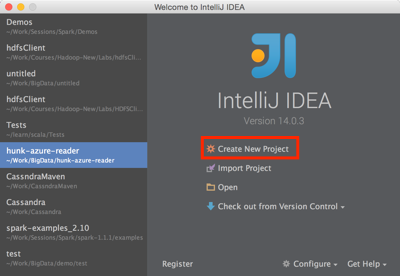 Welcome to IntelliJ IDEA
Demos
~/Work/Sessions/Spark/Demos
hdfsClient
~/Work/Courses/Hadoop-New/Labs/hdfsCli...
untitled
~/Work/BigData/untitled
hdfsClient
~/Work/Courses/Hadoop-New/Labs/HDFSCl...
Tests
~/learn/scala/Tests
hunk-azure-reader
~/Work/BigData/hunk-azure-reader
CassndraMaven
~/Work/CassndraMaven
Cassandra
~/Work/Cassandra
spark-examples_2.10
~/Work/Sessions/Spark/spark-1.1.1/examples
test
~/Work/BigData/demo/test
IntelliJ IDEA
Version 14.0.3
Create New Project
Import Project
Open
Check out from Version Control
Register
Configure
Get Help